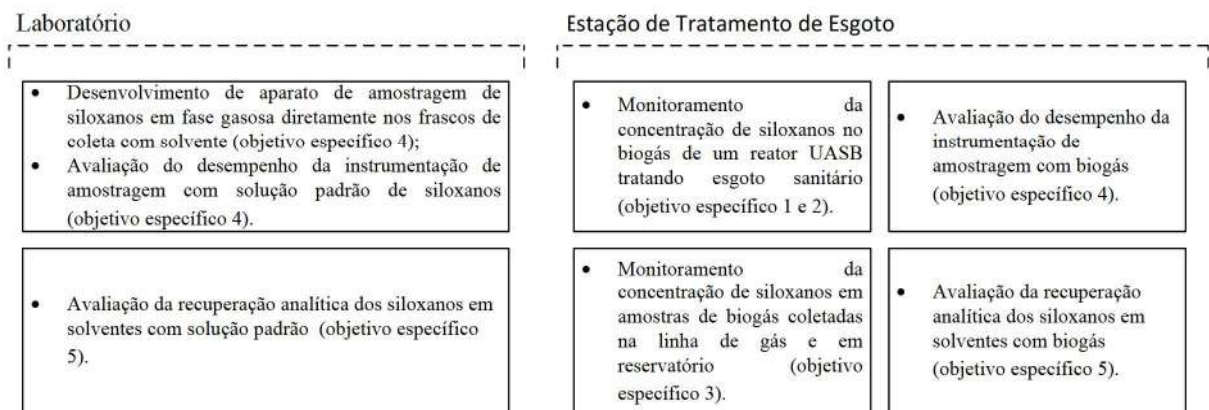 Laboratório
• Desenvolvimento de aparato de amostragem de
siloxanos em fase gasosa diretamente nos frascos de
coleta com solvente (objetivo específico 4);
• Avaliação do desempenho da instrumentação de
amostragem com solução padrão de siloxanos
(objetivo específico 4).
• Avaliação da recuperação analítica dos siloxanos em
solventes com solução padrão (objetivo específico
5).
Estação de Tratamento de Esgoto
• Monitoramento da
concentração de siloxanos no
biogás de um reator UASB
tratando esgoto sanitário
(objetivo específico 1 e 2).
• Avaliação do desempenho da
instrumentação de
amostragem com biogás
(objetivo específico 4).
• Monitoramento da
concentração de siloxanos em
amostras de biogás coletadas
na linha de gás e em
reservatório (objetivo
específico 3).
• Avaliação da recuperação
analítica dos siloxanos em
solventes com biogás
(objetivo específico 5).